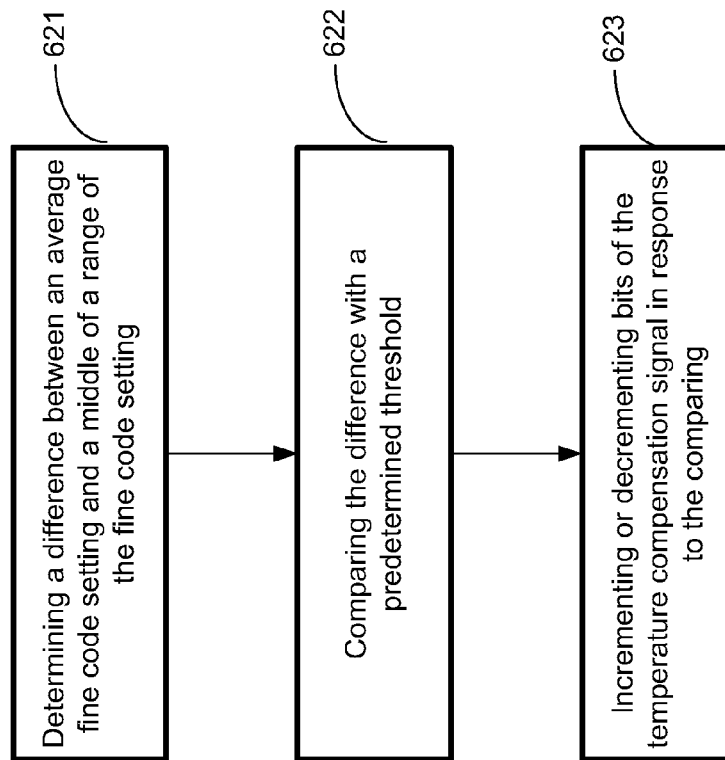 Determining a difference between an average
fine code setting and a middle of a range of
the fine code setting
621
Comparing the difference with a
predetermined threshold
622
Incrementing or decrementing bits of the
temperature compensation signal in response
to the comparing
623